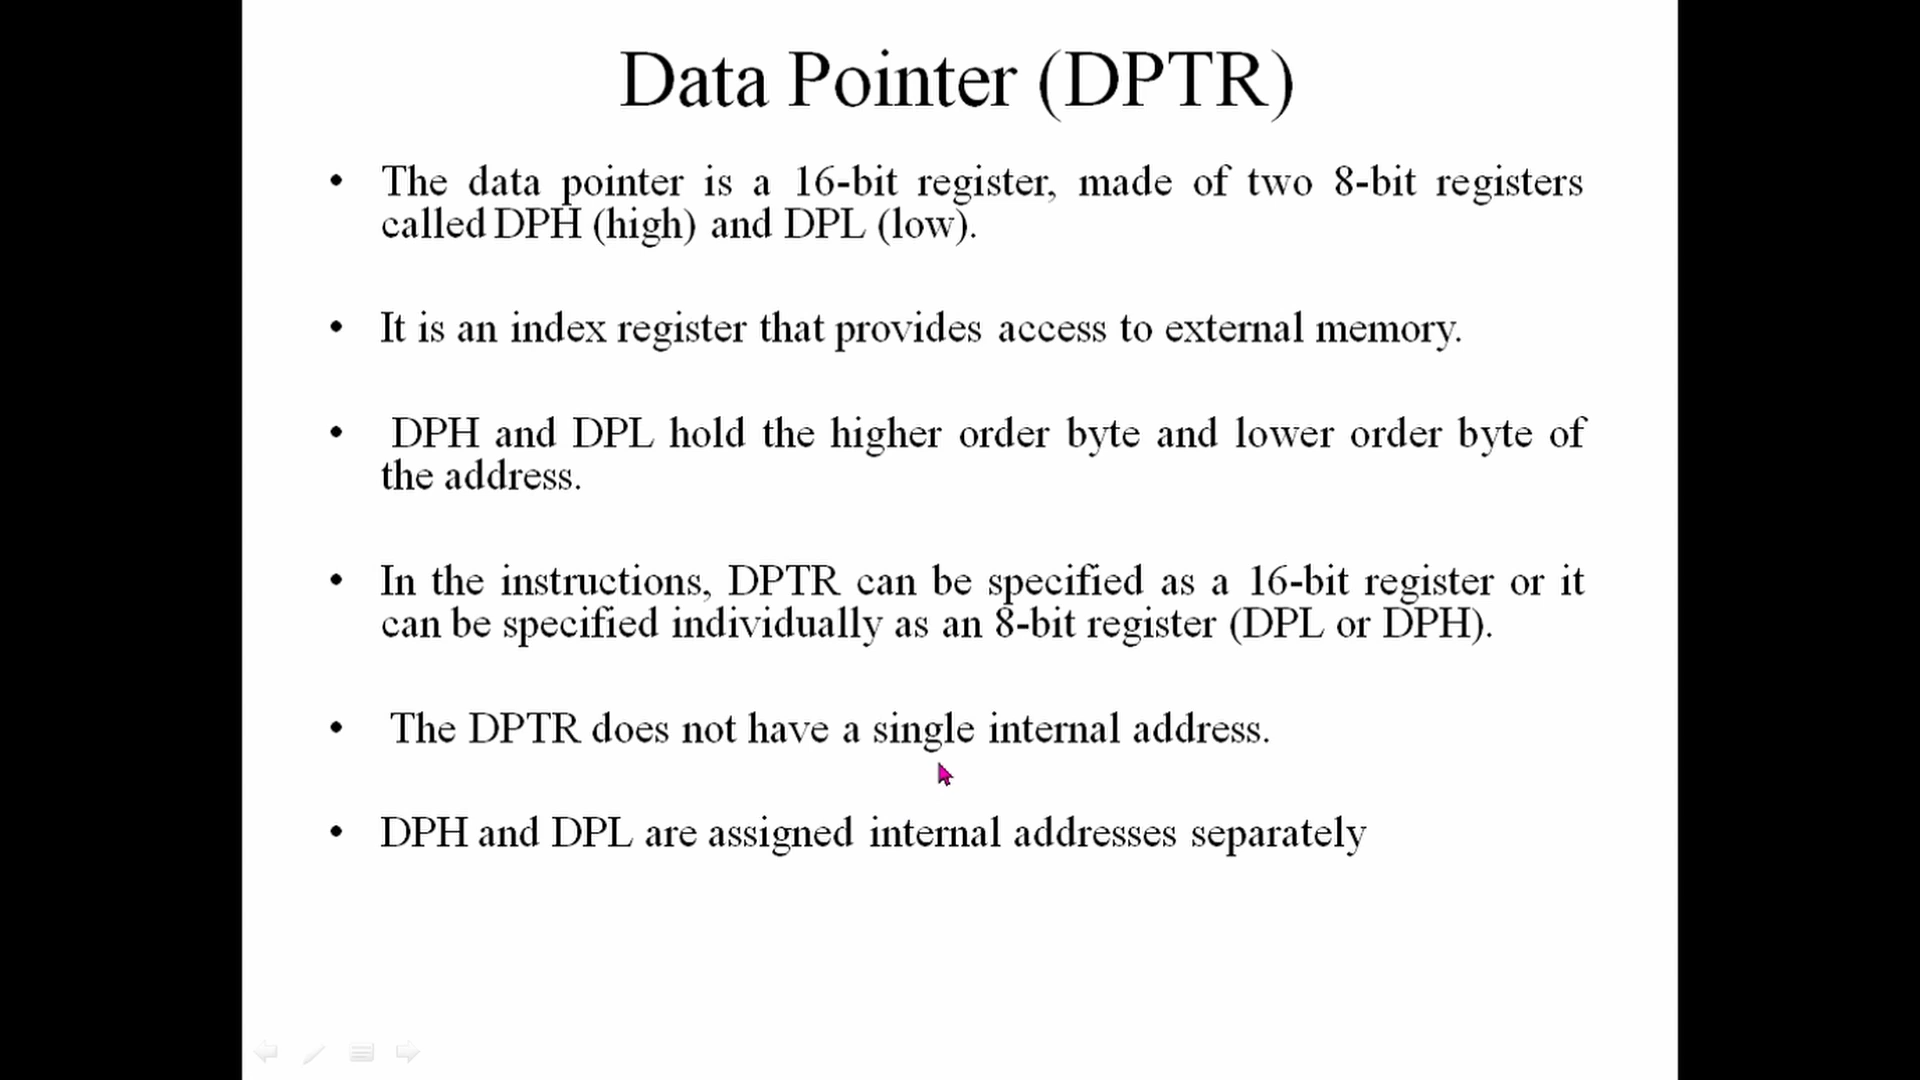 Data Pointer (DPTR)
• The data pointer is a 16-bit register, made of two 8-bit registers
called DPH (high) and DPL (low).
• It is an index register that provides access to external memory.
• DPH and DPL hold the higher order byte and lower order byte of
the address.
• In the instructions, DPTR can be specified as a 16-bit register or it
can be specified individually as an 8-bit register (DPL or DPH).
• The DPTR does not have a single internal address.
• DPH and DPL are assigned internal addresses separately